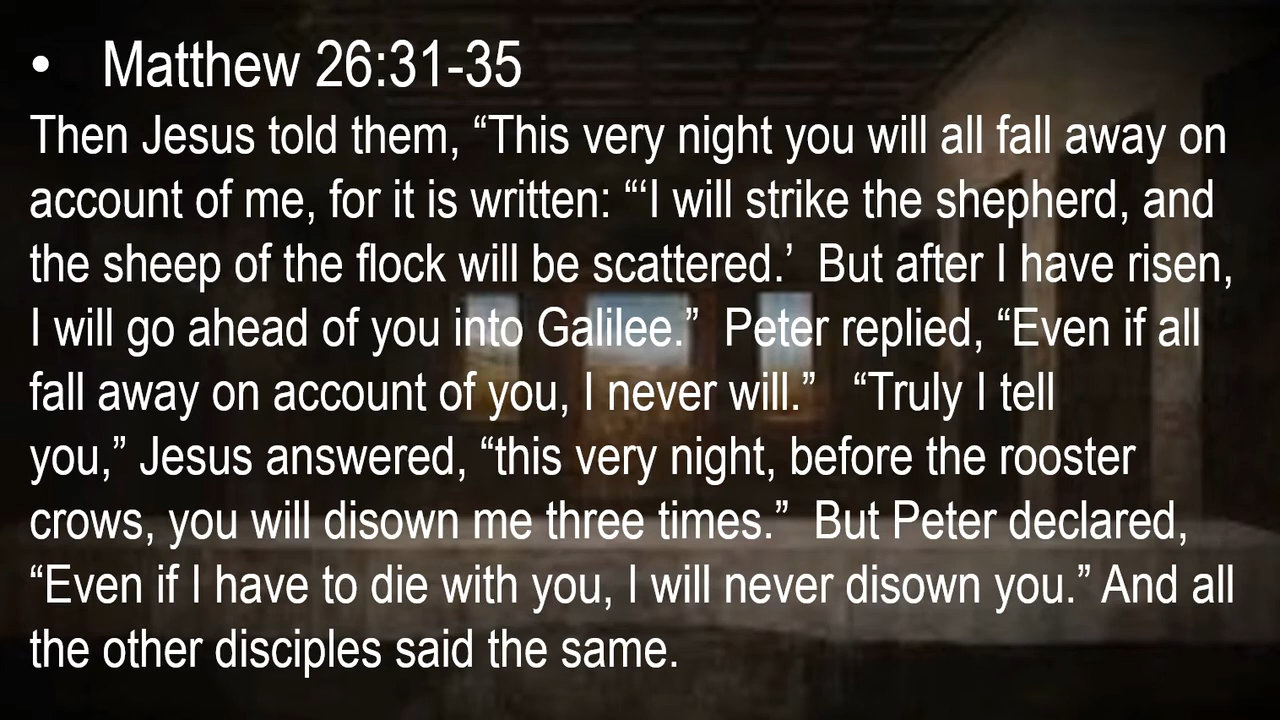 • Matthew 26:31-35
Then Jesus told them, “This very night you will all fall away on
account of me, for it is written: “‘I will strike the shepherd, and
the sheep of the flock will be scattered.’ But after I have risen,
I will go ahead of you into Galilee.” Peter replied, “Even if all
fall away on account of you, I never will.” “Truly I tell
you,” Jesus answered, “this very night, before the rooster
crows, you will disown me three times.” But Peter declared,
“Even if I have to die with you, I will never disown you.” And all
the other disciples said the same.